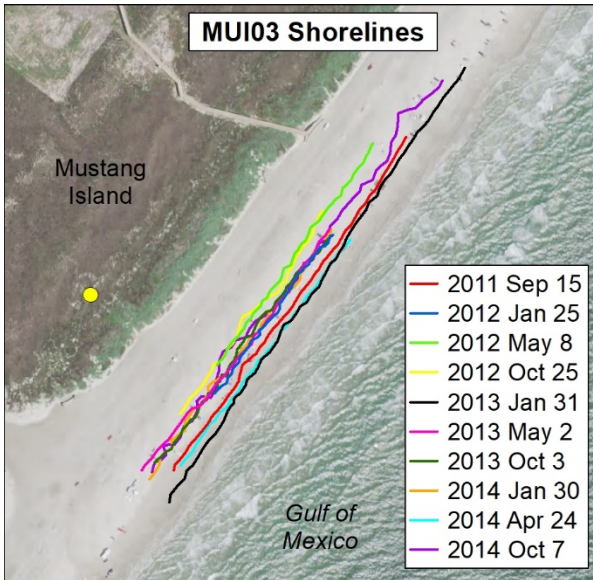 MUI03 Shorelines
Mustang
Island
2011 Sep 15
2012 Jan 25
2012 May 8
2012 Oct 25
2013 Jan 31
2013 May 2
2013 Oct 3
2014 Jan 30
2014 Apr 24
2014 Oct 7
Gulf of
Mexico